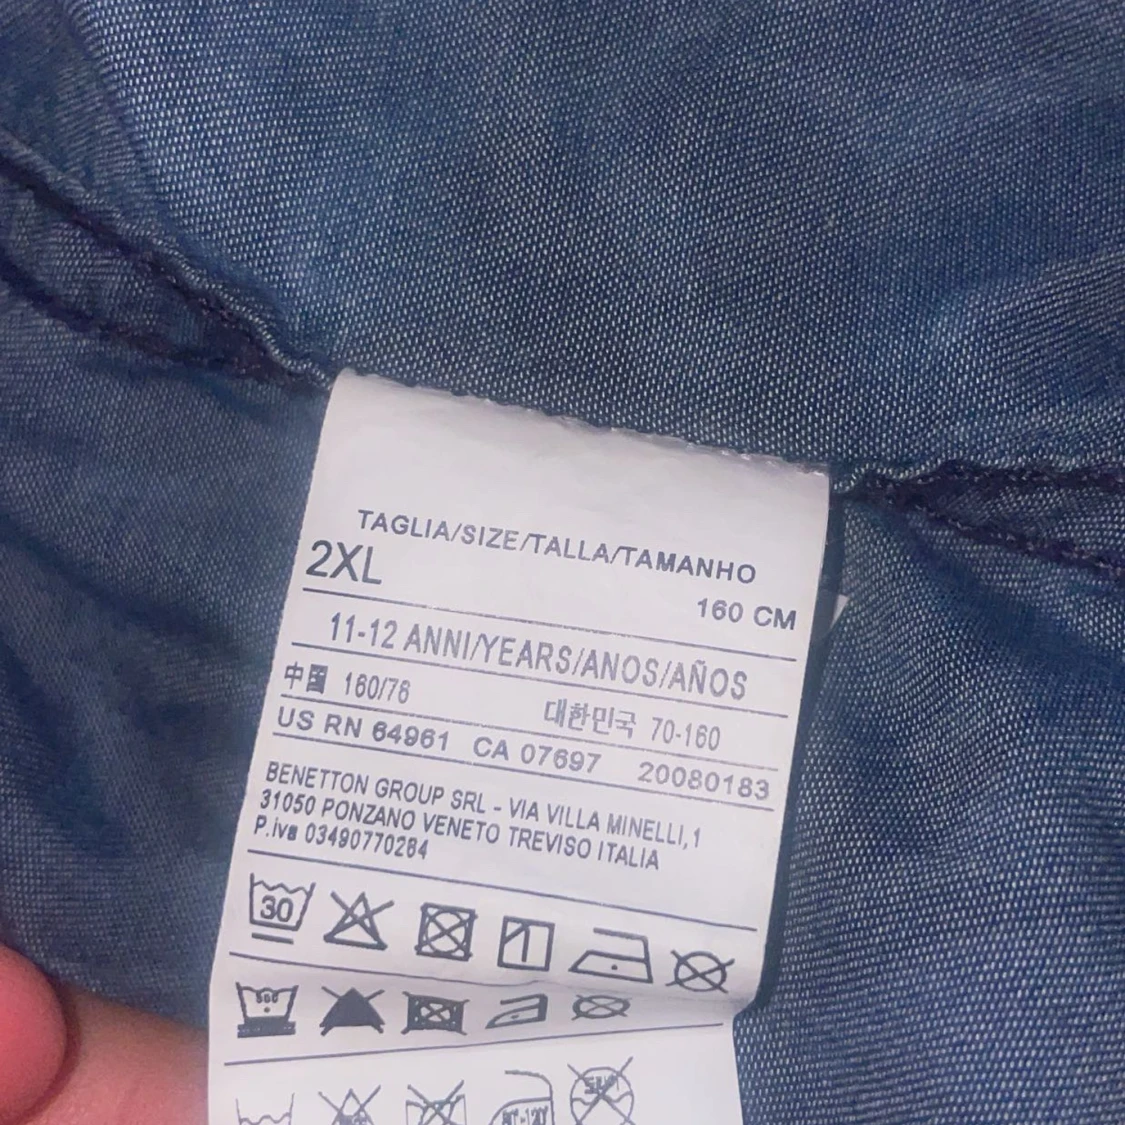 TAGLIA/SIZE/TALLA/TAMANHO
2XL
160 CM
11-12 ANNI/YEARS/ANOS/AÑOS
中国 160/76 대한민국 70-160
US RN 64961 CA 07697 20080183
BENETTON GROUP SRL - VIA VILLA MINELLI,1
31050 PONZANO VENETO TREVISO ITALIA
P.iva 03490770264
30